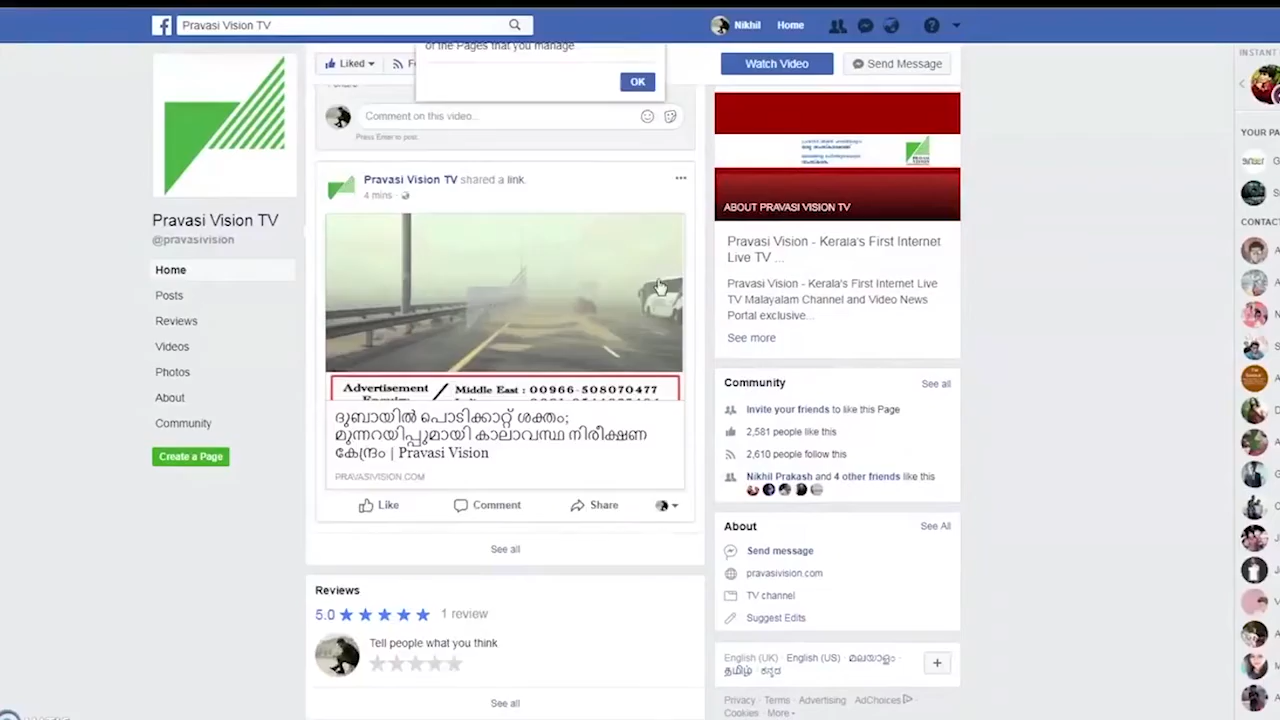 Pravasi Vision TV
Nikhil
Home
of the Pages that you manage
OK
Liked
Watch Video
Send Message
Comment on this video...
Press Enter to post.
Pravasi Vision TV shared a link.
4 mins ·
Pravasi Vision TV
@pravasivision
Home
Posts
Reviews
Videos
Photos
About
Community
Create a Page
Advertisement
Middle East : 00966-508070477
ദുബായിൽ പൊടിക്കാറ്റ് ശക്തം;
മുന്നറയിപ്പുമായി കാലാവസ്ഥ നിരീക്ഷണ
കേന്ദ്രം | Pravasi Vision
PRAVASIVISION.COM
Like
Comment
Share
See all
Reviews
5.0
1 review
Tell people what you think
See all
ABOUT PRAVASI VISION TV
Pravasi Vision - Kerala's First Internet
Live TV ...
Pravasi Vision - Kerala's First Internet Live
TV Malayalam Channel and Video News
Portal exclusive...
See more
Community
See all
Invite your friends to like this Page
2,581 people like this
2,610 people follow this
Nikhil Prakash and 4 other friends like this
About
See All
Send message
pravasivision.com
TV channel
Suggest Edits
English (UK) · English (US) · മലയാളം ·
தமிழ் · ಕನ್ನಡ
Privacy · Terms · Advertising · AdChoices ·
Cookies · More
INSTANT
YOUR PA
CONTACT